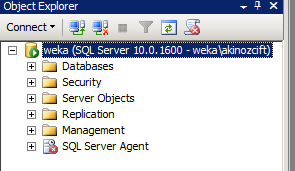 Object Explorer
Connect
weka (SQL Server 10.0.1600 - weka\akinozcift)
Databases
Security
Server Objects
Replication
Management
SQL Server Agent